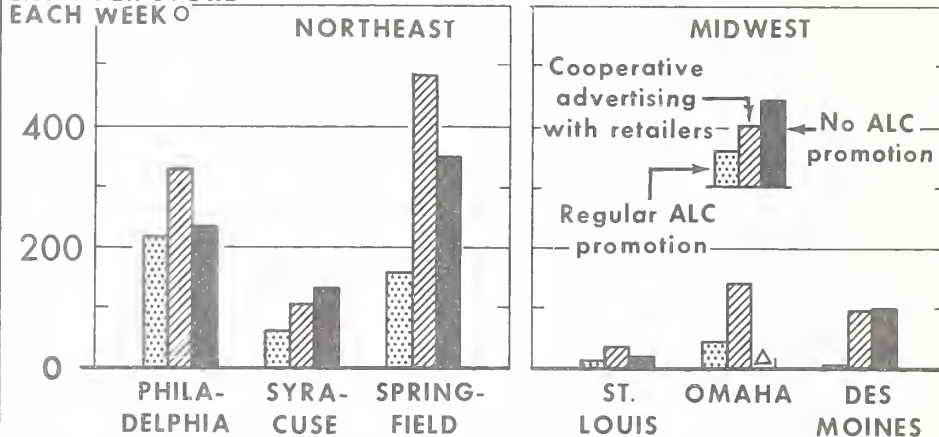 EACH WEEK○
NORTHEAST
MIDWEST
400
200
0
Cooperative
advertising
with retailers
No ALC
promotion
Regular ALC
promotion
△
PHILA-
DELPHIA
SYRA-
CUSE
SPRING-
FIELD
ST.
LOUIS
OMAHA
DES
MOINES